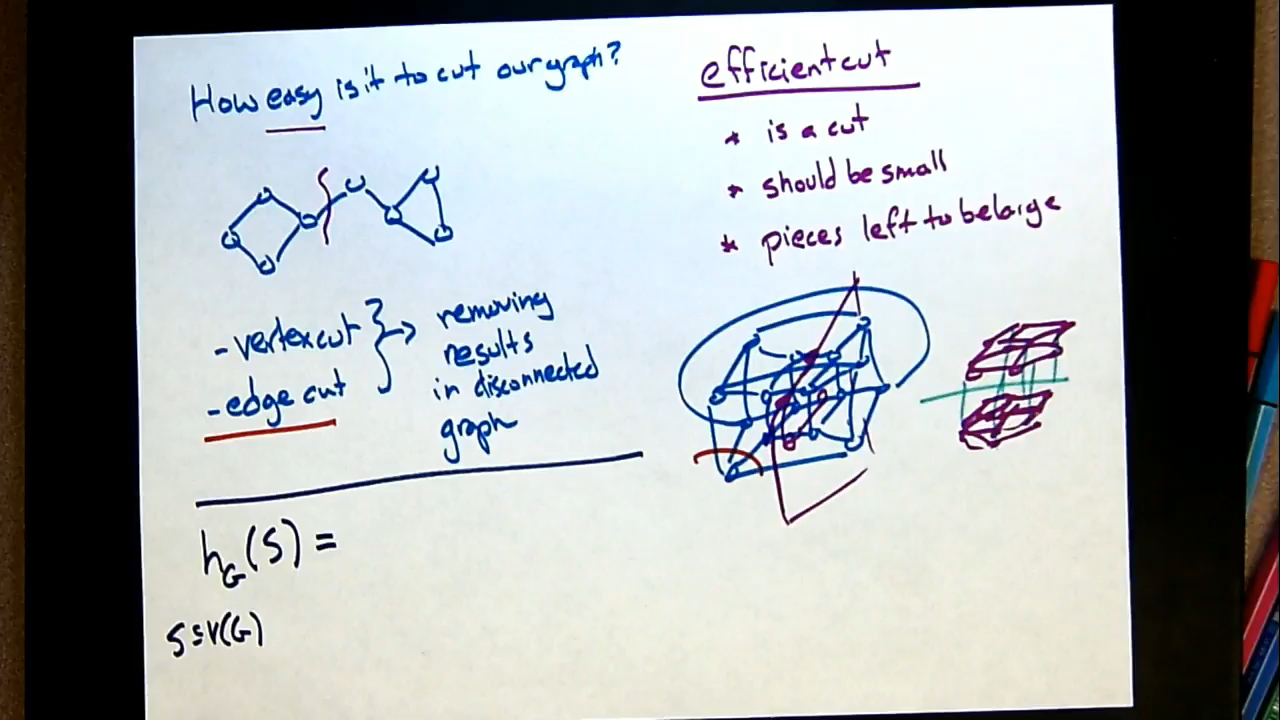 How easy is it to cut our graph?
- vertex cut
- edge cut
removing
results
in disconnected
graph
efficient cut
* is a cut
* should be small
* pieces left to be large
h_G(S) =
S ⊆ V(G)